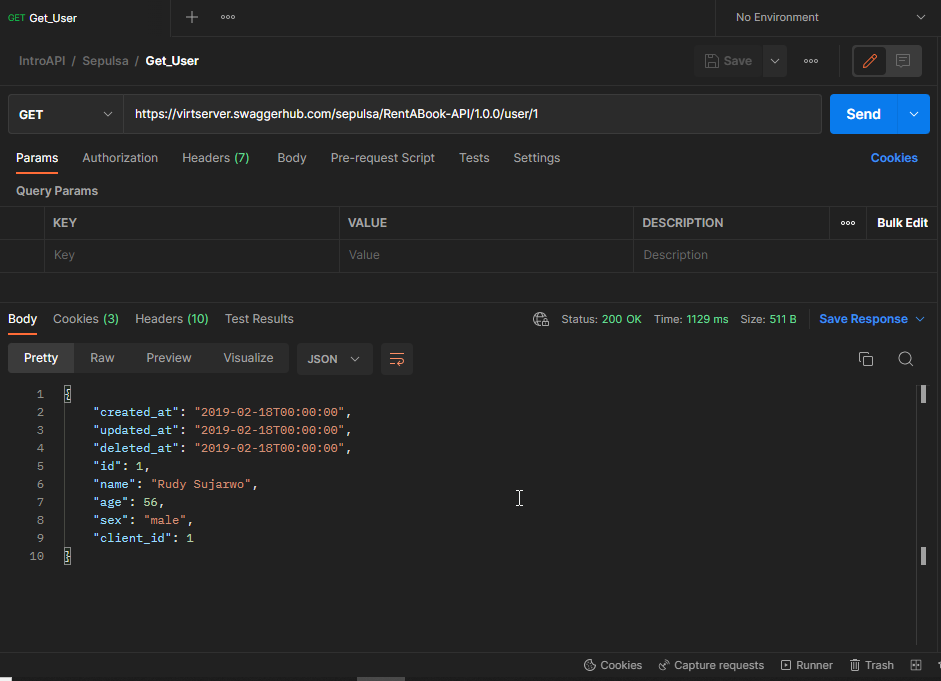 GET Get_User No Environment
IntroAPI / Sepulsa / Get_User Save
GET https://virtserver.swaggerhub.com/sepulsa/RentABook-API/1.0.0/user/1 Send
Params Authorization Headers (7) Body Pre-request Script Tests Settings Cookies
Query Params
KEY VALUE DESCRIPTION Bulk Edit
Key Value Description
Body Cookies (3) Headers (10) Test Results Status: 200 OK Time: 1129 ms Size: 511 B Save Response
Pretty Raw Preview Visualize JSON
1 {
2 "created_at": "2019-02-18T00:00:00",
3 "updated_at": "2019-02-18T00:00:00",
4 "deleted_at": "2019-02-18T00:00:00",
5 "id": 1,
6 "name": "Rudy Sujarwo",
7 "age": 56,
8 "sex": "male",
9 "client_id": 1
10 }
Cookies Capture requests Runner Trash